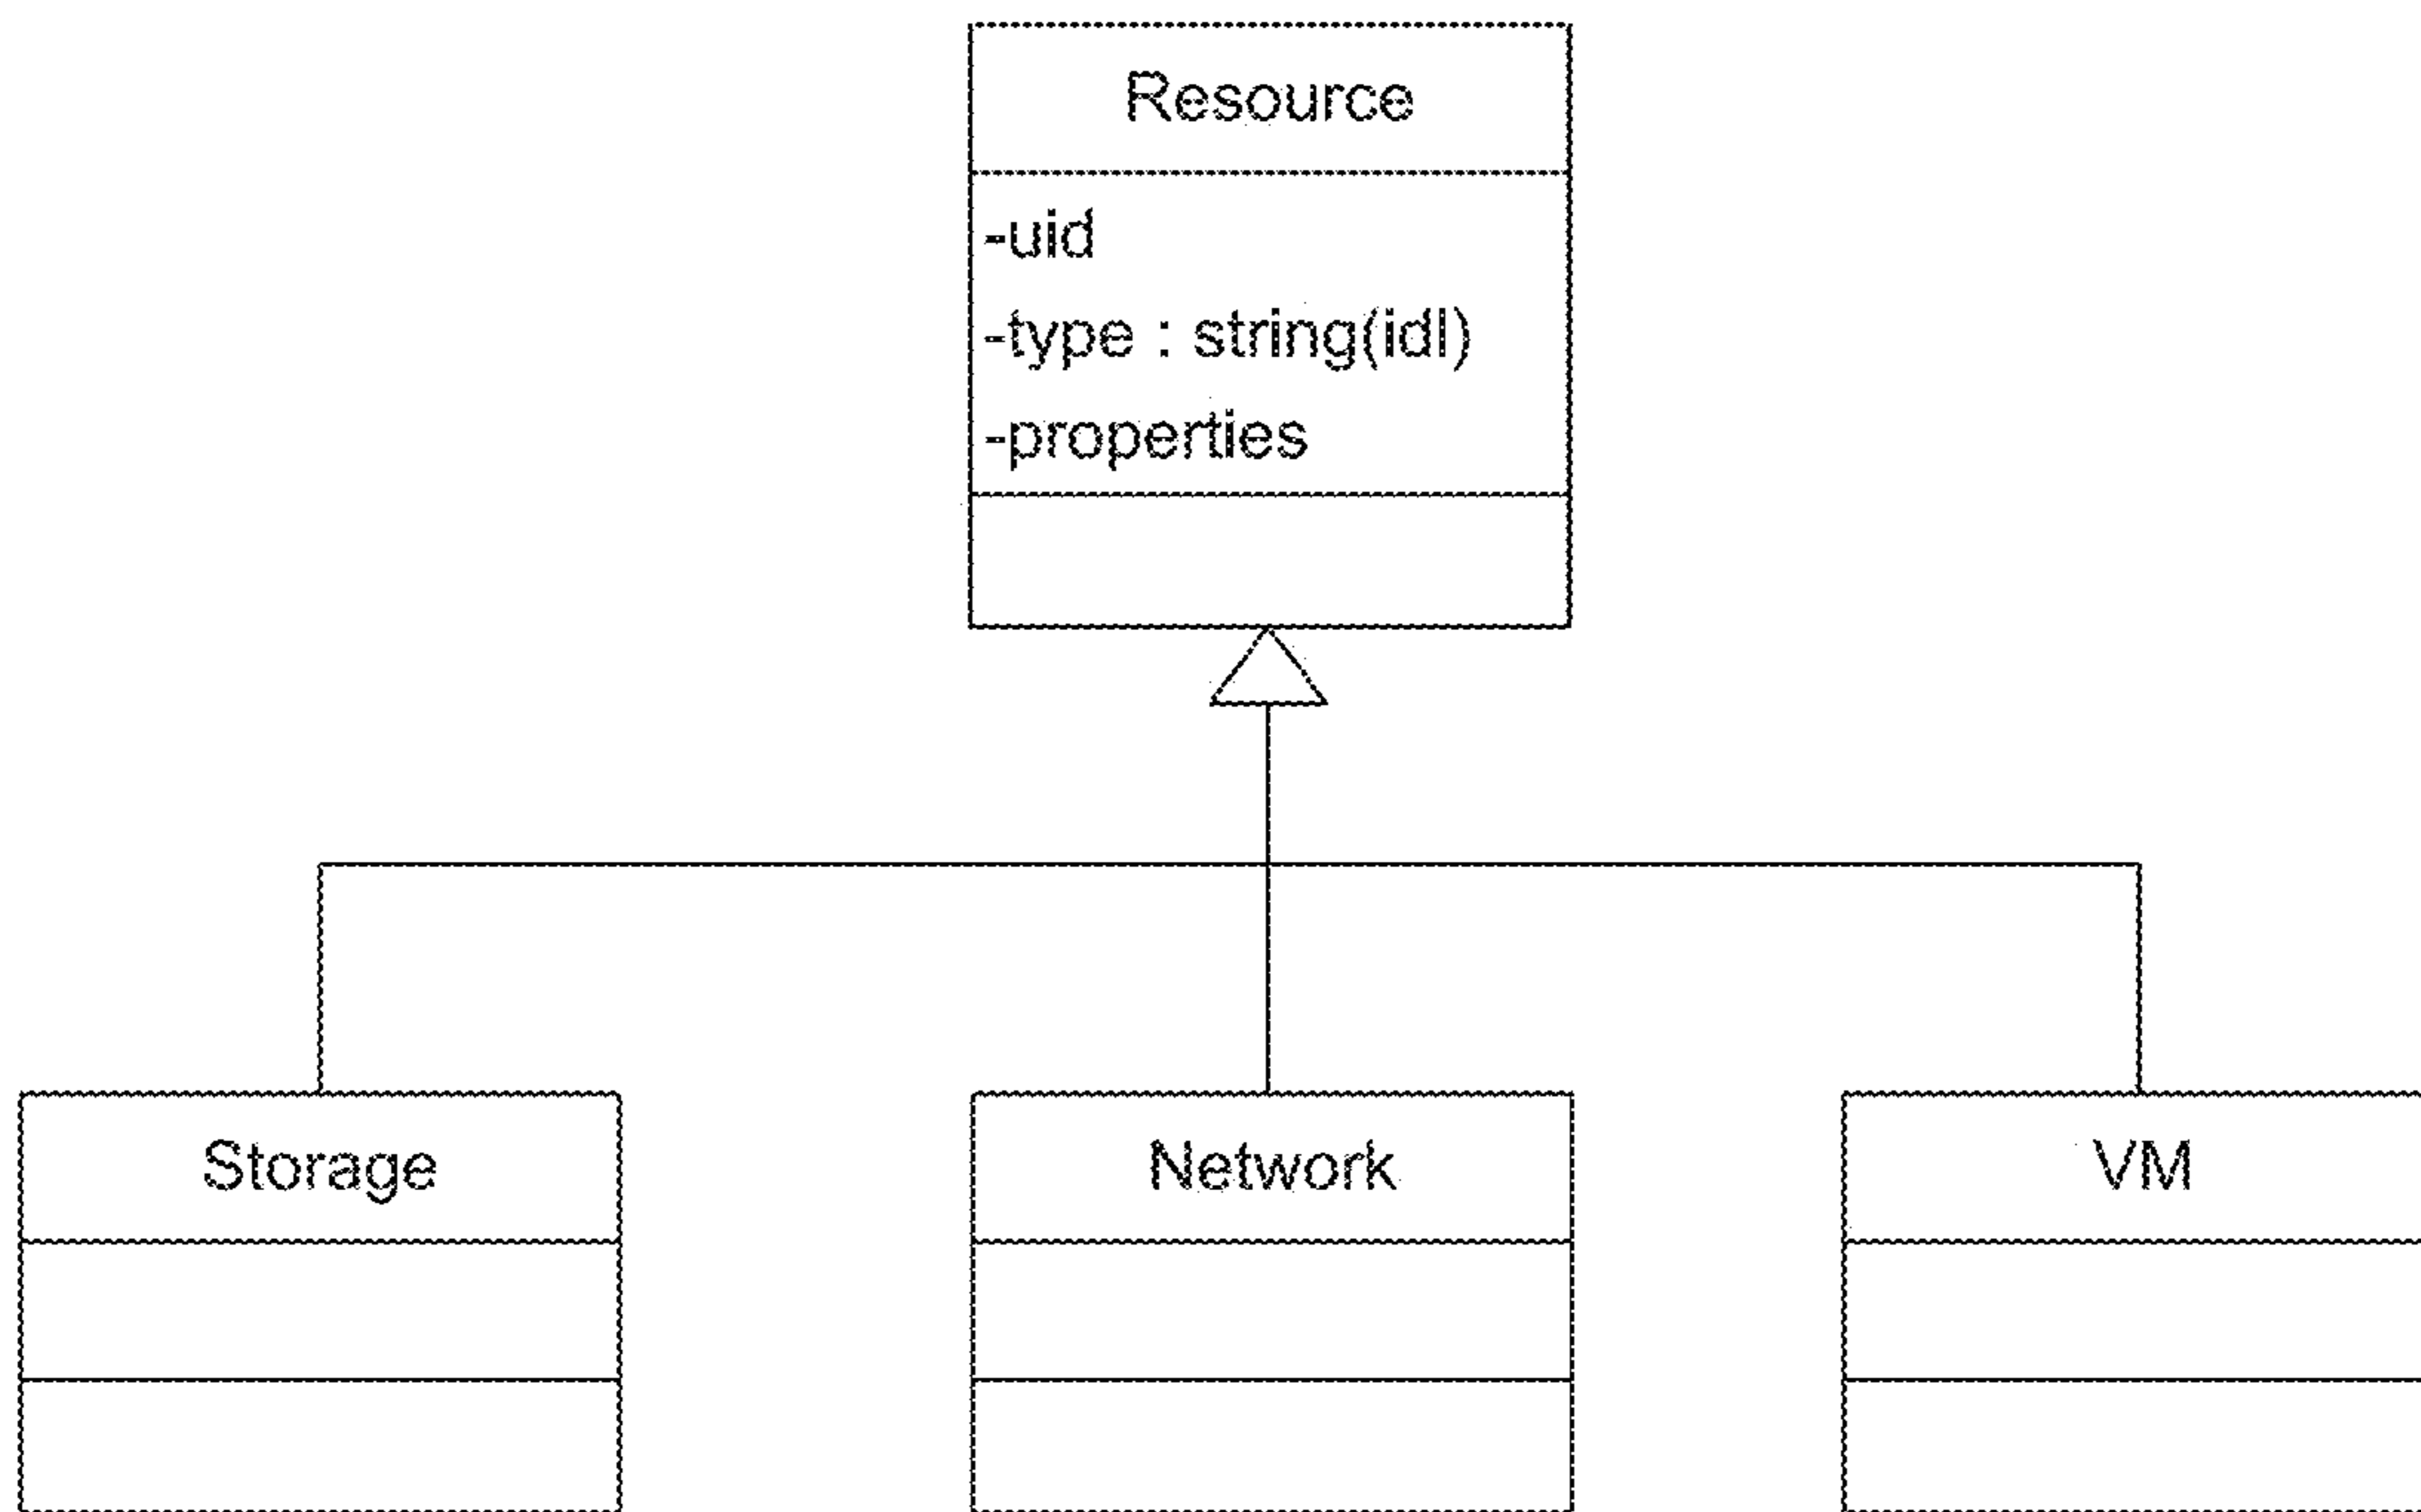 Resource
-uid
-type : string(idl)
-properties
Storage
Network
VM